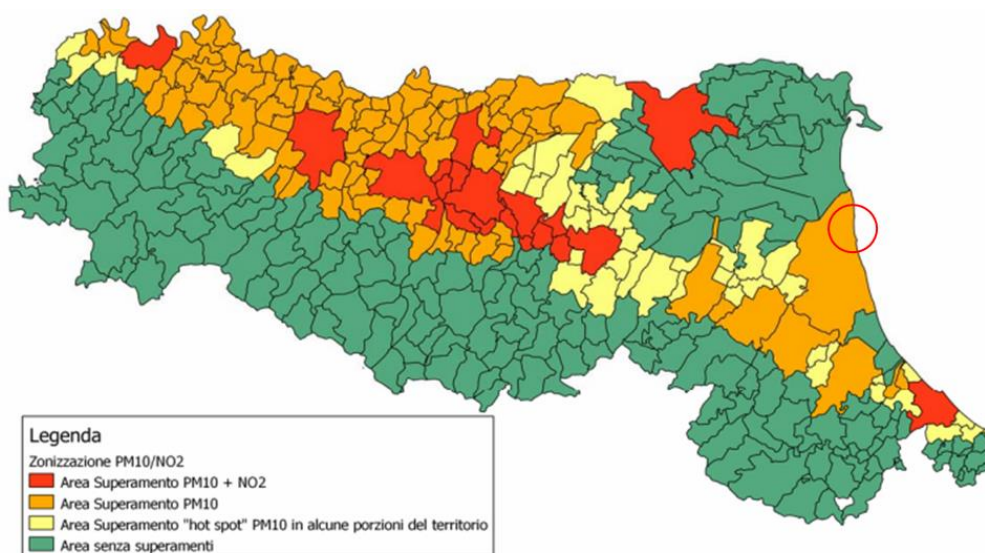 Legenda
Zonizzazione PM10/NO2
Area Superamento PM10 + NO2
Area Superamento PM10
Area Superamento "hot spot" PM10 in alcune porzioni del territorio
Area senza superamenti